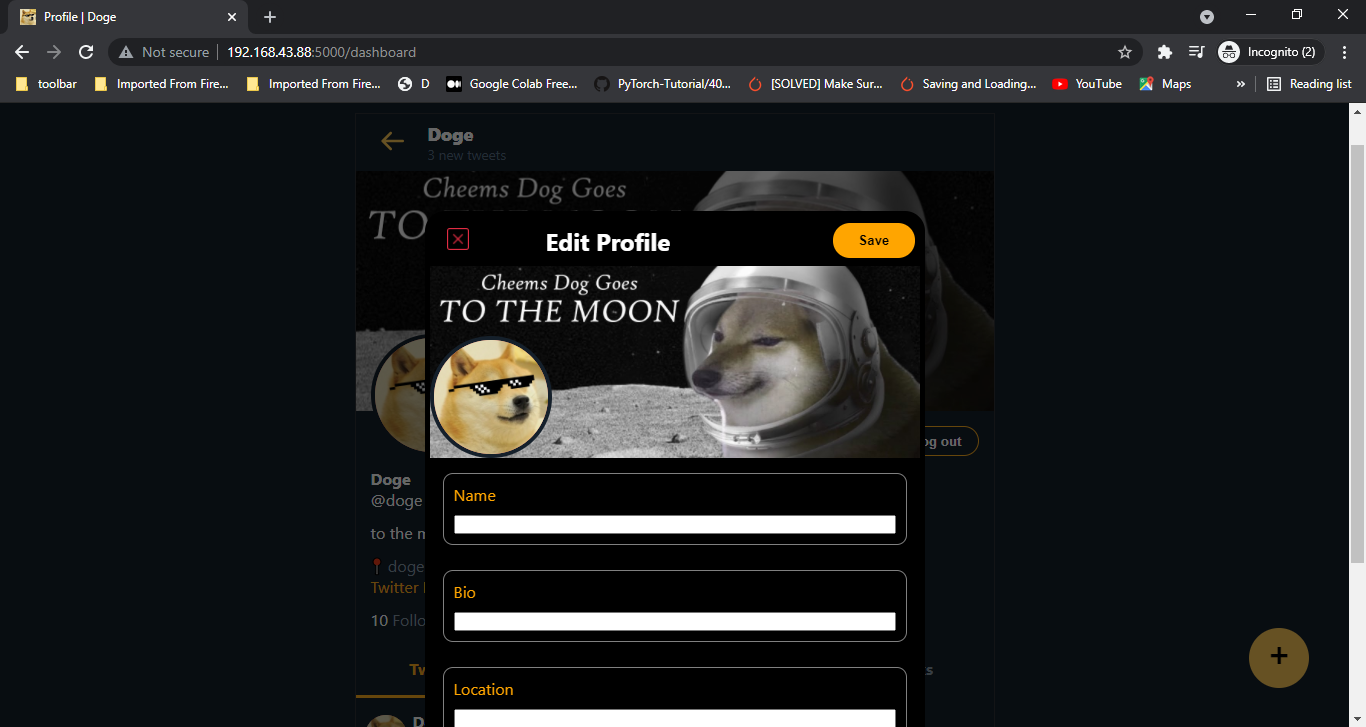 Profile | Doge
Not secure
192.168.43.88:5000/dashboard
Incognito (2)
toolbar
Imported From Fire...
Imported From Fire...
D
Google Colab Free...
PyTorch-Tutorial/40...
[SOLVED] Make Sur...
Saving and Loading...
YouTube
Maps
»
Reading list
Doge
3 new tweets
Cheems Dog Goes
TO THE MOON
Edit Profile
Save
Cheems Dog Goes
TO THE MOON
og out
Name
Doge
@doge
to the m
doge
Bio
Twitter
10 Follo
Tw
s
Location
D